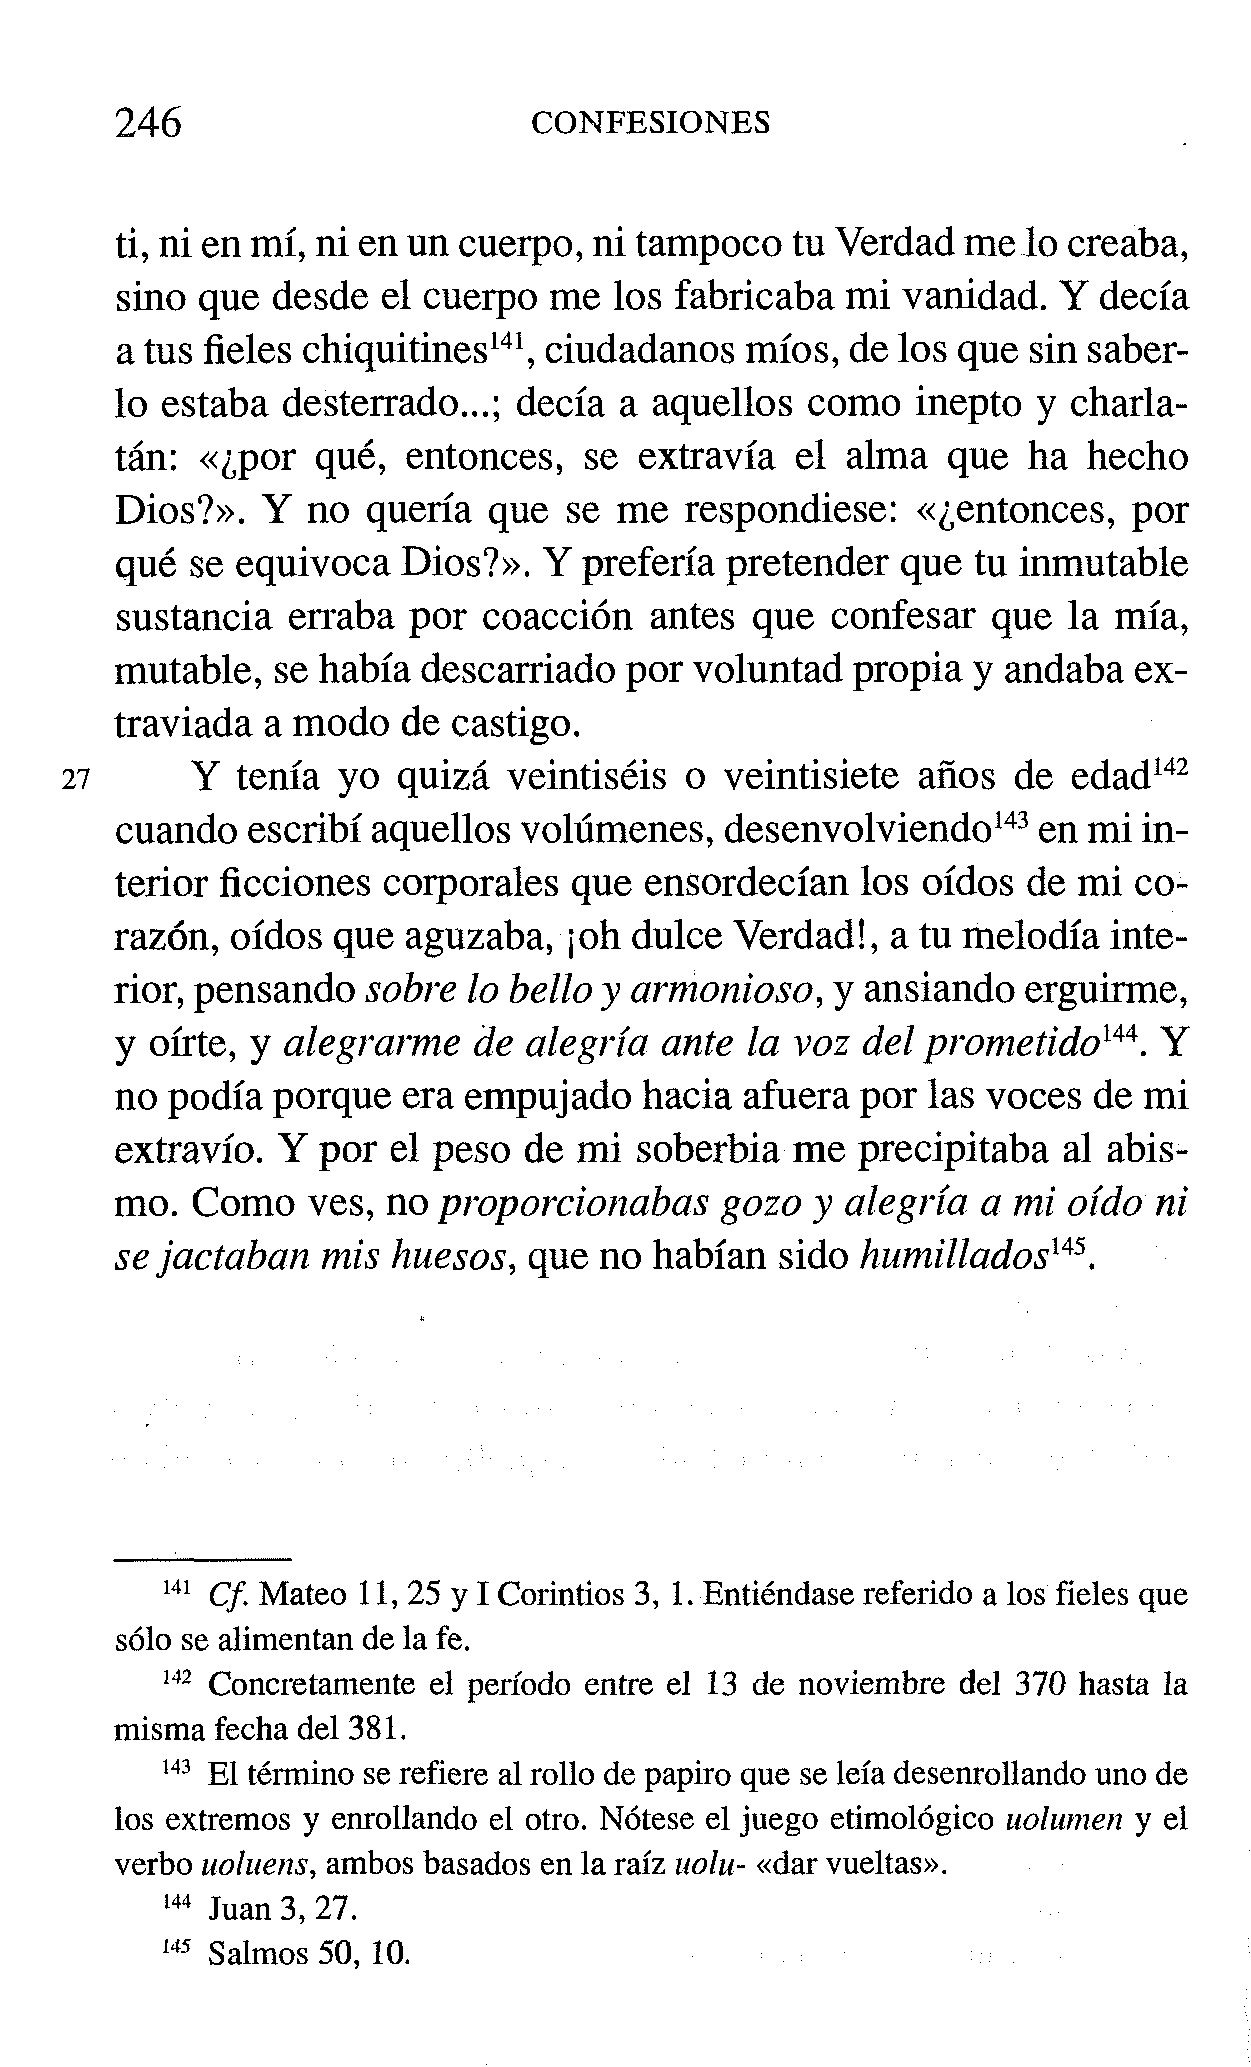 246 CONFESIONES
ti, ni en mí, ni en un cuerpo, ni tampoco tu Verdad me lo creaba,
sino que desde el cuerpo me los fabricaba mi vanidad. Y decía
a tus fieles chiquitines¹⁴¹, ciudadanos míos, de los que sin saber-
lo estaba desterrado...; decía a aquellos como inepto y charla-
tán: «¿por qué, entonces, se extravía el alma que ha hecho
Dios?». Y no quería que se me respondiese: «¿entonces, por
qué se equivoca Dios?». Y prefería pretender que tu inmutable
sustancia erraba por coacción antes que confesar que la mía,
mutable, se había descarriado por voluntad propia y andaba ex-
traviada a modo de castigo.
27 Y tenía yo quizá veintiséis o veintisiete años de edad¹⁴²
cuando escribí aquellos volúmenes, desenvolviendo¹⁴³ en mi in-
terior ficciones corporales que ensordecían los oídos de mi co-
razón, oídos que aguzaba, ¡oh dulce Verdad!, a tu melodía inte-
rior, pensando sobre lo bello y armonioso, y ansiando erguirme,
y oírte, y alegrarme de alegría ante la voz del prometido¹⁴⁴. Y
no podía porque era empujado hacia afuera por las voces de mi
extravío. Y por el peso de mi soberbia me precipitaba al abis-
mo. Como ves, no proporcionabas gozo y alegría a mi oído ni
se jactaban mis huesos, que no habían sido humillados¹⁴⁵.
¹⁴¹ Cf. Mateo 11, 25 y I Corintios 3, 1. Entiéndase referido a los fieles que
sólo se alimentan de la fe.
¹⁴² Concretamente el período entre el 13 de noviembre del 370 hasta la
misma fecha del 381.
¹⁴³ El término se refiere al rollo de papiro que se leía desenrollando uno de
los extremos y enrollando el otro. Nótese el juego etimológico uolumen y el
verbo uoluens, ambos basados en la raíz uolu- «dar vueltas».
¹⁴⁴ Juan 3, 27.
¹⁴⁵ Salmos 50, 10.